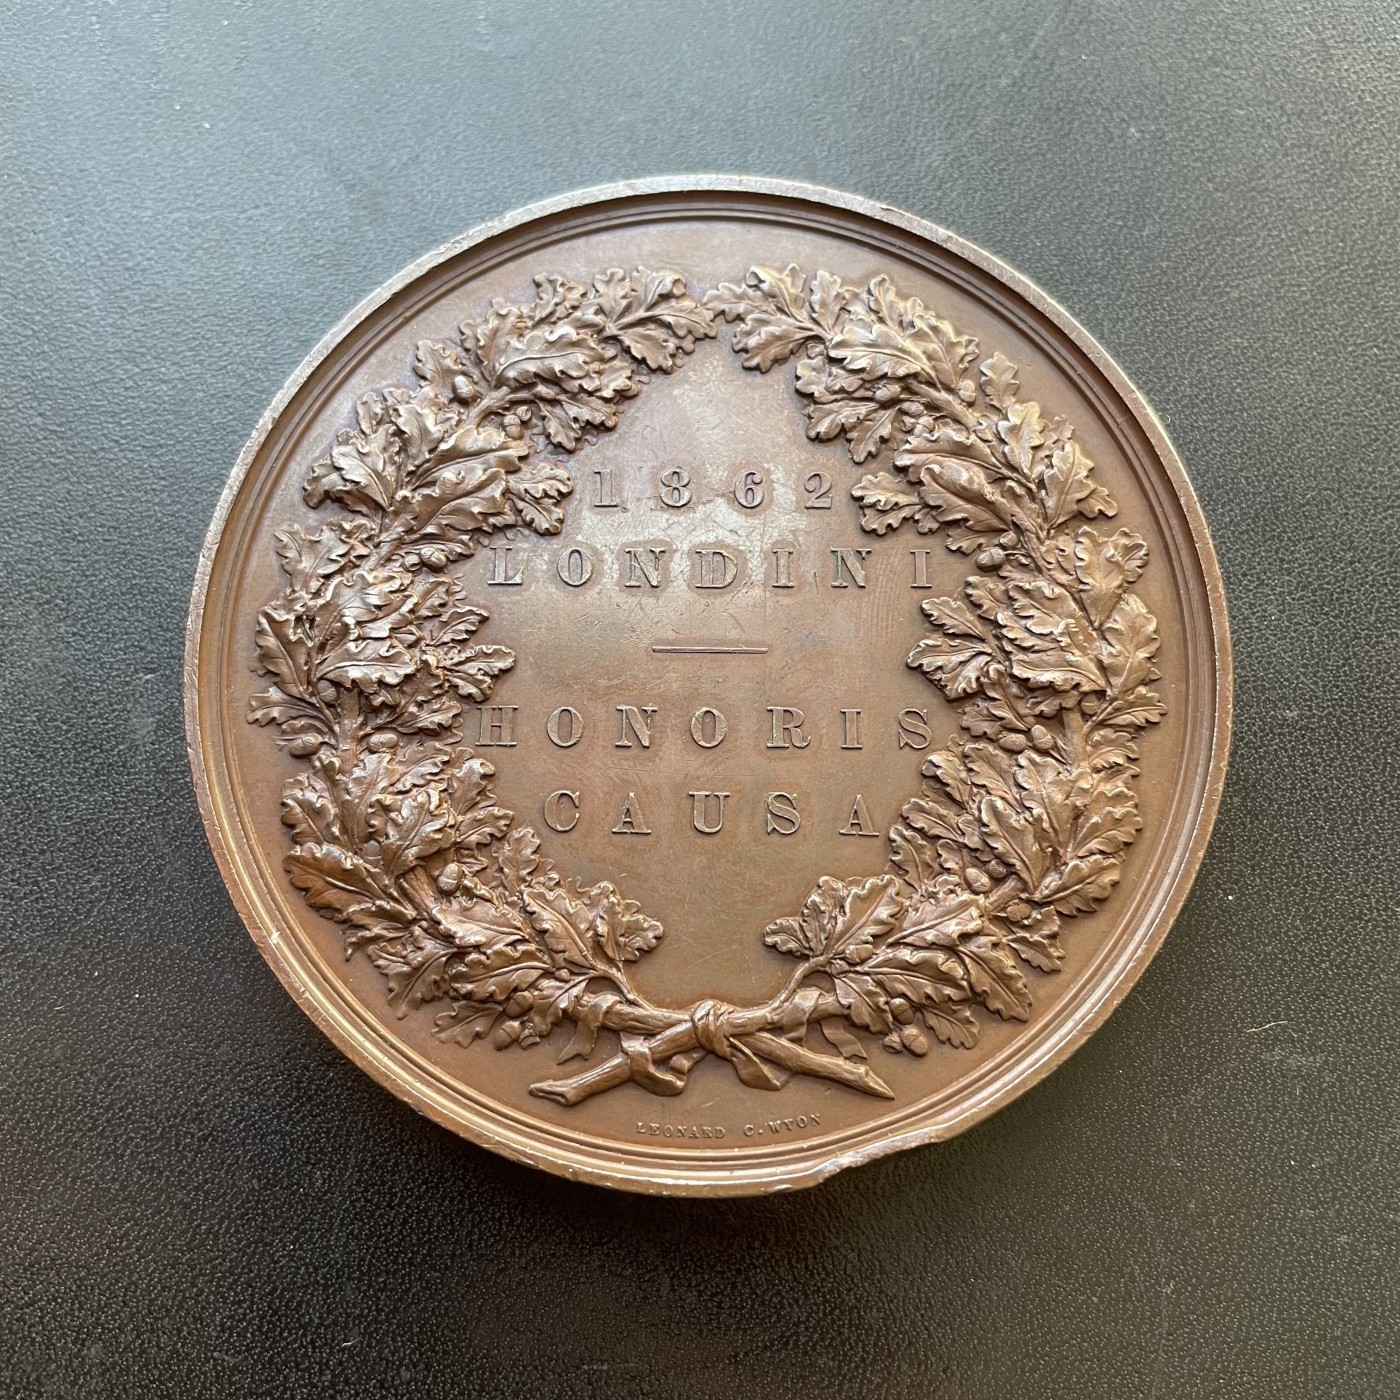 1862
LONDINI
HONORIS
CAUSA
LEONARD C. WYON